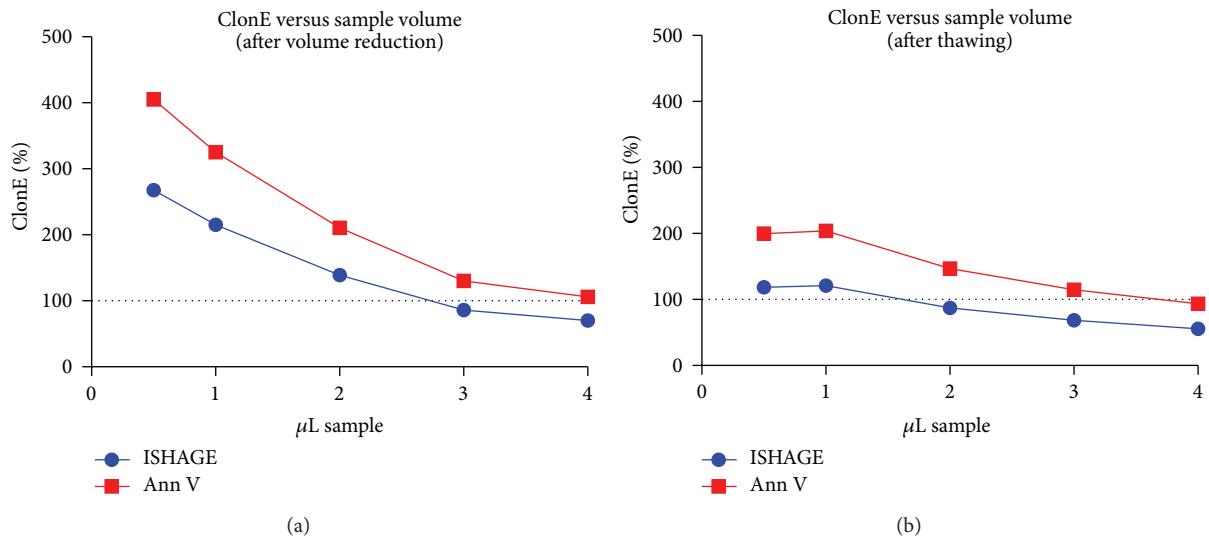 ClonE versus sample volume
(after volume reduction)
500
400
300
200
100
0
ClonE (%)
0 1 2 3 4
μL sample
ISHAGE
Ann V
(a)
ClonE versus sample volume
(after thawing)
500
400
300
200
100
0
ClonE (%)
0 1 2 3 4
μL sample
ISHAGE
Ann V
(b)